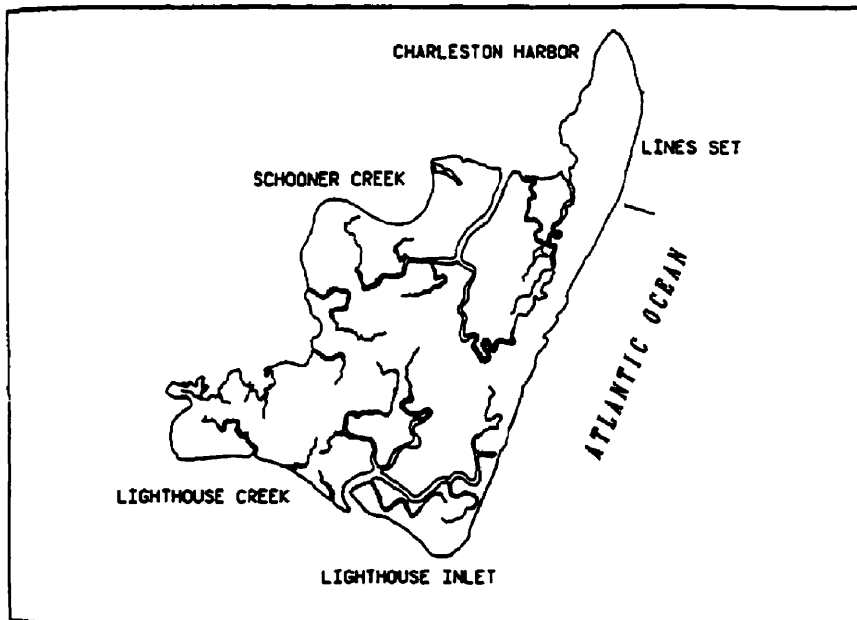 CHARLESTON HARBOR
LINES SET
SCHOONER CREEK
ATLANTIC OCEAN
LIGHTHOUSE CREEK
LIGHTHOUSE INLET